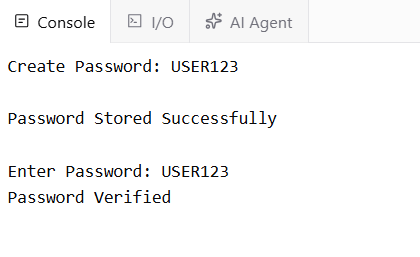 Console I/O AI Agent
Create Password: USER123
Password Stored Successfully
Enter Password: USER123
Password Verified